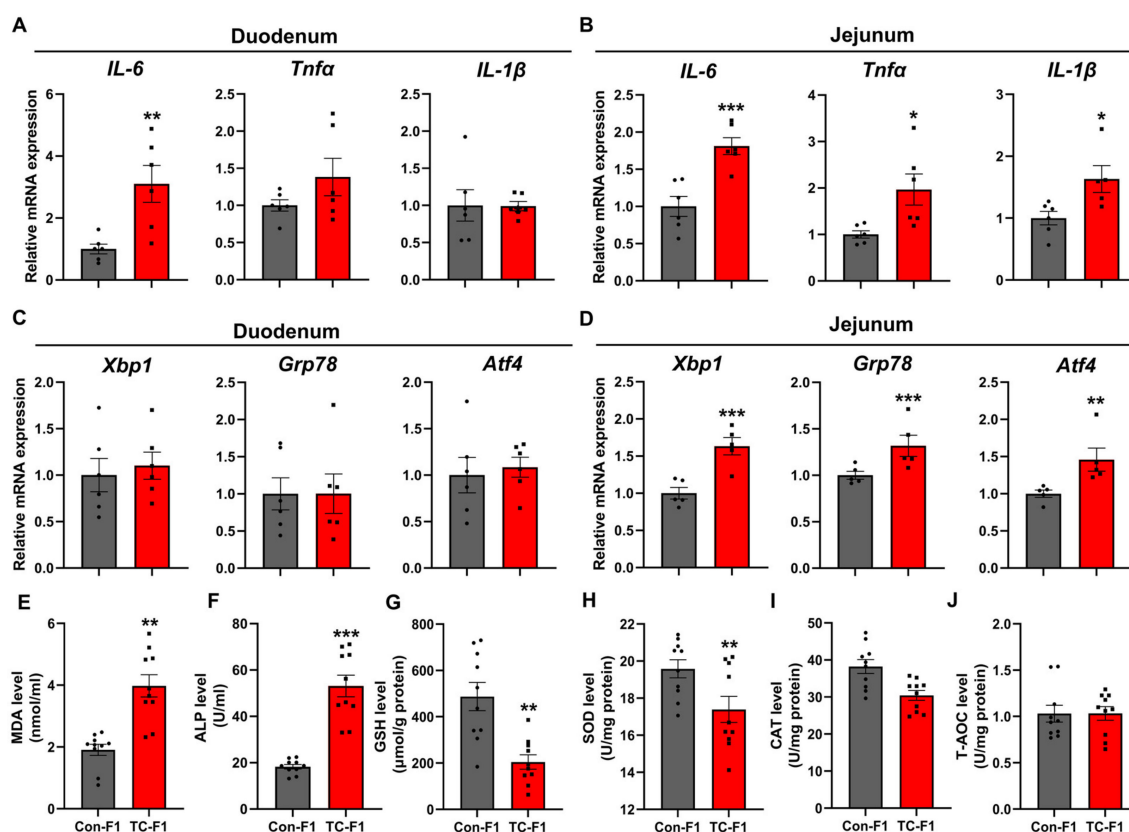 A
Duodenum
IL-6
Tnfα
IL-1β
Relative mRNA expression
6
4
2
0
**
2.5
2.0
1.5
1.0
0.5
0.0
2.5
2.0
1.5
1.0
0.5
0.0
B
Jejunum
IL-6
Tnfα
IL-1β
Relative mRNA expression
2.5
2.0
1.5
1.0
0.5
0.0
***
4
3
2
1
0
*
3
2
1
0
*
C
Duodenum
Xbp1
Grp78
Atf4
Relative mRNA expression
2.0
1.5
1.0
0.5
0.0
2.5
2.0
1.5
1.0
0.5
0.0
2.0
1.5
1.0
0.5
0.0
D
Jejunum
Xbp1
Grp78
Atf4
Relative mRNA expression
2.5
2.0
1.5
1.0
0.5
0.0
***
2.0
1.5
1.0
0.5
0.0
***
2.5
2.0
1.5
1.0
0.5
0.0
**
E
MDA level
(nmol/ml)
6
4
2
0
**
Con-F1 TC-F1
F
ALP level
(U/ml)
80
60
40
20
0
***
Con-F1 TC-F1
G
GSH level
(μmol/g protein)
800
600
400
200
0
**
Con-F1 TC-F1
H
SOD level
(U/mg protein)
24
22
20
18
16
14
12
**
Con-F1 TC-F1
I
CAT level
(U/mg protein)
50
40
30
20
10
0
Con-F1 TC-F1
J
T-AOC level
(U/mg protein)
2.0
1.5
1.0
0.5
0.0
Con-F1 TC-F1